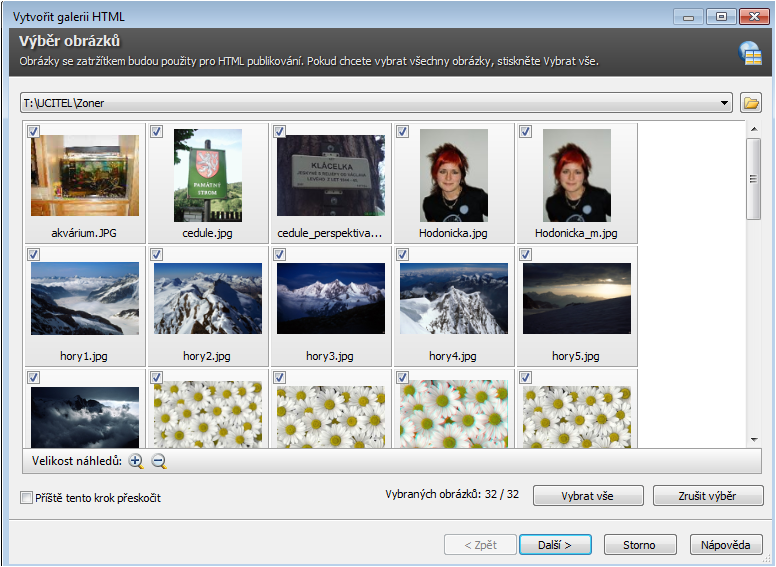 Vytvořit galerii HTML
Výběr obrázků
Obrázky se zatržítkem budou použity pro HTML publikování. Pokud chcete vybrat všechny obrázky, stiskněte Vybrat vše.
T:\UCITEL\Zoner
PAMÁTNÝ
STROM
KLÁCELKA
akvárium.JPG
cedule.jpg
cedule_perspektiva...
Hodonicka.jpg
Hodonicka_m.jpg
hory1.jpg
hory2.jpg
hory3.jpg
hory4.jpg
hory5.jpg
Velikost náhledů:
Příště tento krok přeskočit
Vybraných obrázků: 32 / 32
Vybrat vše
Zrušit výběr
< Zpět
Další >
Storno
Nápověda